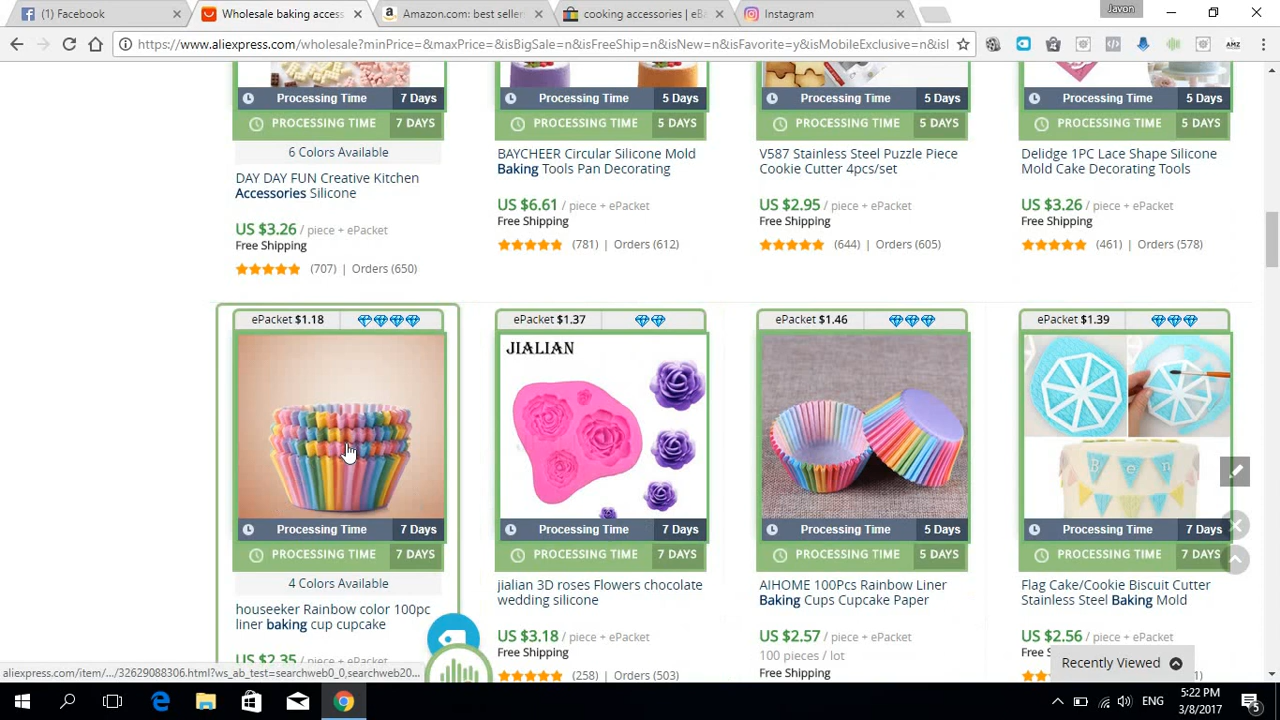 (1) Facebook
Wholesale baking access
Amazon.com: best seller
cooking accessories | eB
Instagram
Javon
https://www.aliexpress.com/wholesale?minPrice=&maxPrice=&isBigSale=n&isFreeShip=n&isNew=n&isFavorite=y&isMobileExclusive=n&isl
AMZ
Processing Time 7 Days
Processing Time 5 Days
Processing Time 5 Days
Processing Time 5 Days
PROCESSING TIME 7 DAYS
PROCESSING TIME 5 DAYS
PROCESSING TIME 5 DAYS
PROCESSING TIME 5 DAYS
6 Colors Available
DAY DAY FUN Creative Kitchen
Accessories Silicone
US $3.26 / piece + ePacket
Free Shipping
(707) | Orders (650)
BAYCHEER Circular Silicone Mold
Baking Tools Pan Decorating
US $6.61 / piece + ePacket
Free Shipping
(781) | Orders (612)
V587 Stainless Steel Puzzle Piece
Cookie Cutter 4pcs/set
US $2.95 / piece + ePacket
Free Shipping
(644) | Orders (605)
Delidge 1PC Lace Shape Silicone
Mold Cake Decorating Tools
US $3.26 / piece + ePacket
Free Shipping
(461) | Orders (578)
ePacket $1.18
ePacket $1.37
ePacket $1.46
ePacket $1.39
JIALIAN
Ben
Processing Time 7 Days
Processing Time 7 Days
Processing Time 5 Days
Processing Time 7 Days
PROCESSING TIME 7 DAYS
PROCESSING TIME 7 DAYS
PROCESSING TIME 5 DAYS
PROCESSING TIME 7 DAYS
4 Colors Available
houseeker Rainbow color 100pc
liner baking cup cupcake
US $2.35 / piece + ePacket
jialian 3D roses Flowers chocolate
wedding silicone
US $3.18 / piece + ePacket
Free Shipping
(258) | Orders (503)
AIHOME 100Pcs Rainbow Liner
Baking Cups Cupcake Paper
US $2.57 / piece + ePacket
100 pieces / lot
Free Shipping
Flag Cake/Cookie Biscuit Cutter
Stainless Steel Baking Mold
US $2.56 / piece + ePacket
Recently Viewed
aliexpress.com/item/.../32629088306.html?ws_ab_test=searchweb0_0,searchweb20...
ENG
5:22 PM
3/8/2017
5